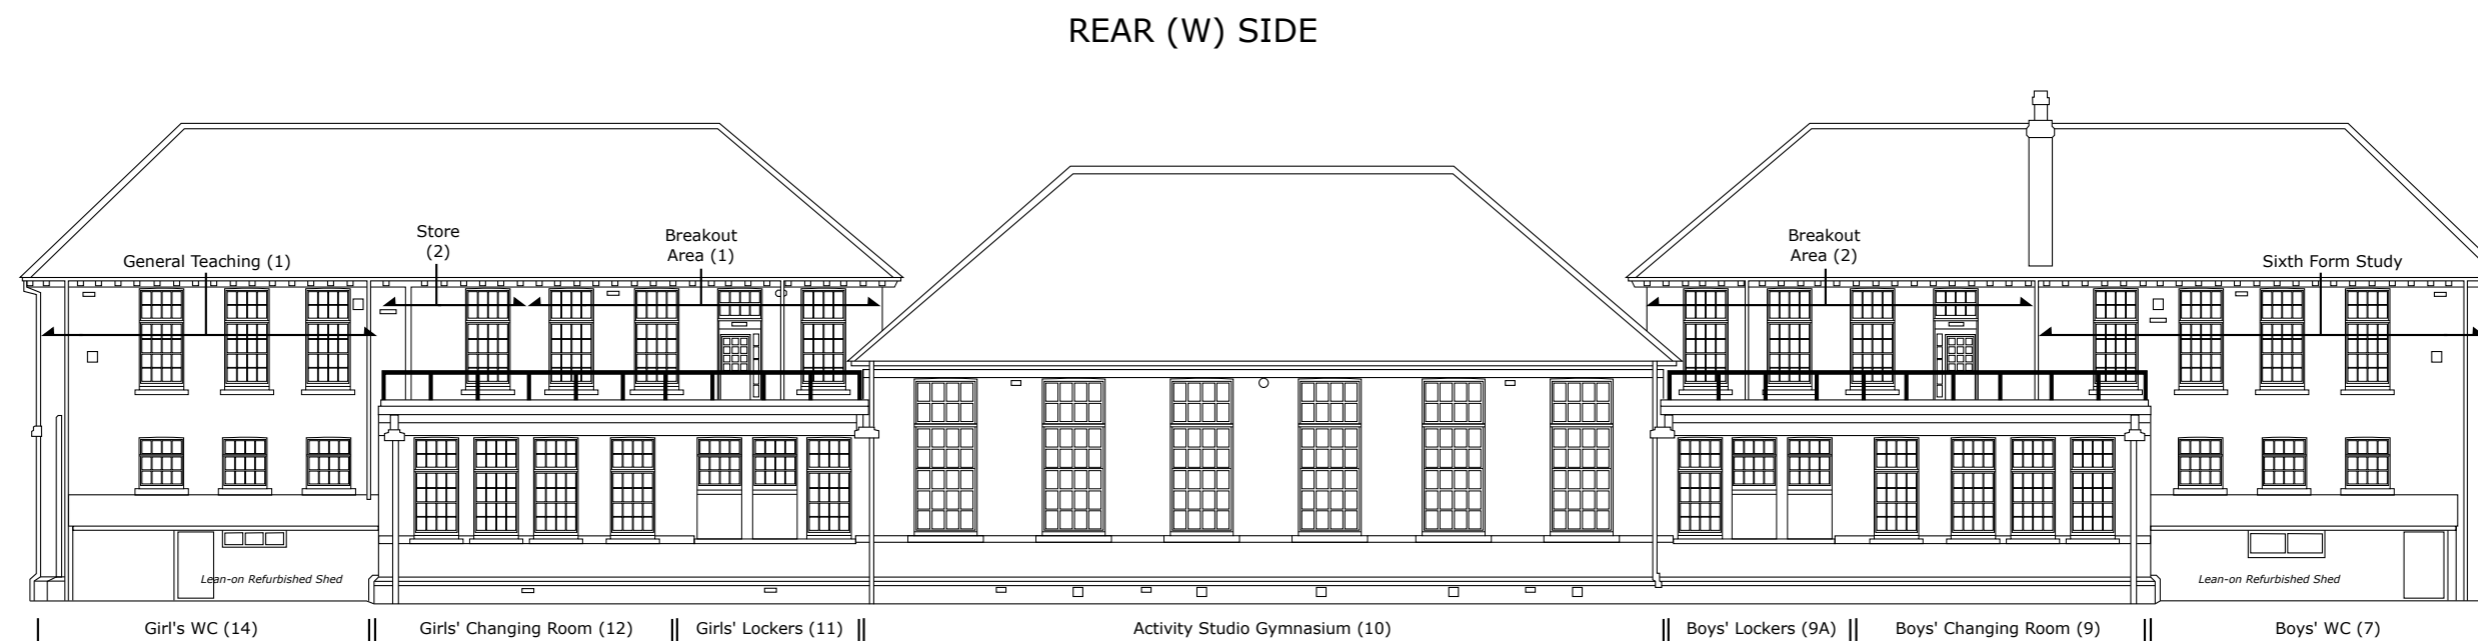 REAR (W) SIDE
Store
(2)
Breakout
Area (1)
Breakout
Area (2)
General Teaching (1)
Sixth Form Study
Lean-on Refurbished Shed
Lean-on Refurbished Shed
Girl's WC (14)
Girls' Changing Room (12)
Girls' Lockers (11)
Activity Studio Gymnasium (10)
Boys' Lockers (9A)
Boys' Changing Room (9)
Boys' WC (7)